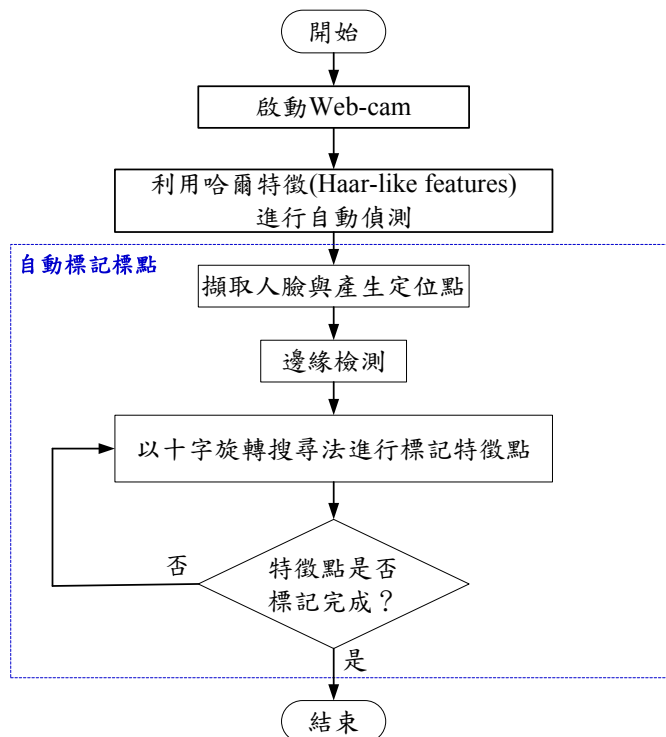 開始
啟動Web-cam
利用哈爾特徵(Haar-like features)
進行自動偵測
自動標記標點
擷取人臉與產生定位點
邊緣檢測
以十字旋轉搜尋法進行標記特徵點
否
特徵點是否
標記完成？
是
結束